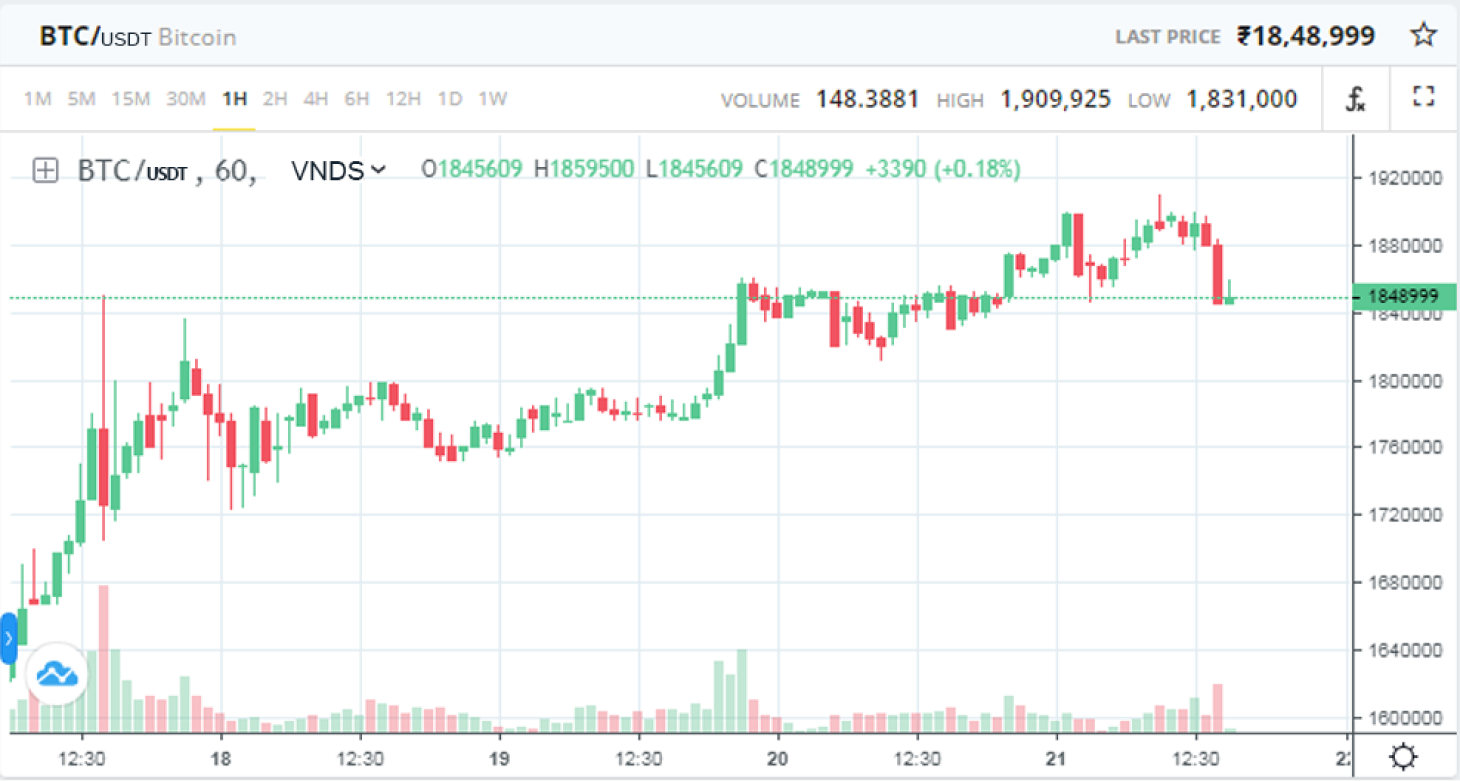 BTC/USDT Bitcoin LAST PRICE ₹18,48,999
1M 5M 15M 30M 1H 2H 4H 6H 12H 1D 1W VOLUME 148.3881 HIGH 1,909,925 LOW 1,831,000 fx
BTC/USDT , 60, VNDS O1845609 H1859500 L1845609 C1848999 +3390 (+0.18%)
1920000
1880000
1848999
1840000
1800000
1760000
1720000
1680000
1640000
1600000
12:30 18 12:30 19 12:30 20 12:30 21 12:30